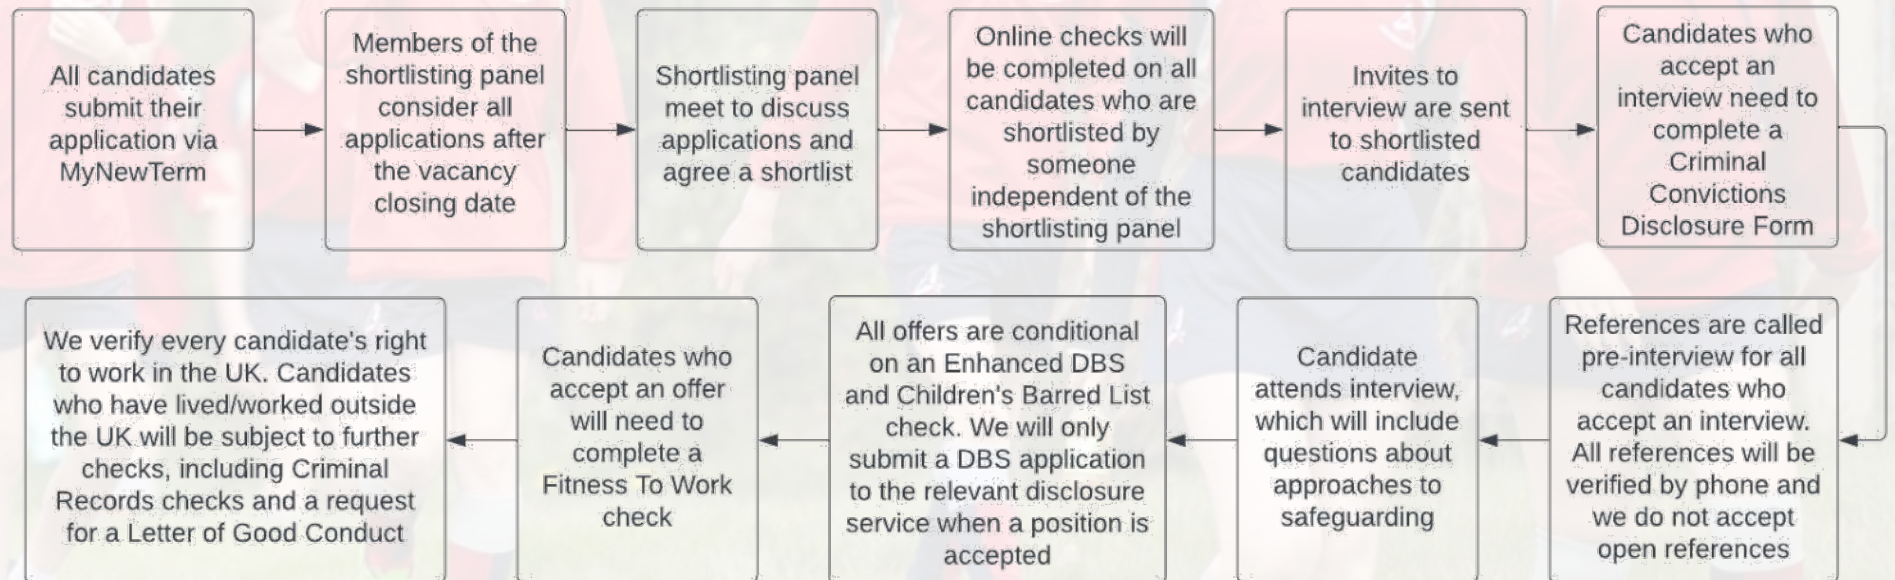 All candidates
submit their
application via
MyNewTerm
Members of the
shortlisting panel
consider all
applications after
the vacancy
closing date
Shortlisting panel
meet to discuss
applications and
agree a shortlist
Online checks will
be completed on all
candidates who are
shortlisted by
someone
independent of the
shortlisting panel
Invites to
interview are sent
to shortlisted
candidates
Candidates who
accept an
interview need to
complete a
Criminal
Convictions
Disclosure Form
References are called
pre-interview for all
candidates who
accept an interview.
All references will be
verified by phone and
we do not accept
open references
Candidate
attends interview,
which will include
questions about
approaches to
safeguarding
All offers are conditional
on an Enhanced DBS
and Children's Barred List
check. We will only
submit a DBS application
to the relevant disclosure
service when a position is
accepted
Candidates who
accept an offer
will need to
complete a
Fitness To Work
check
We verify every candidate's right
to work in the UK. Candidates
who have lived/worked outside
the UK will be subject to further
checks, including Criminal
Records checks and a request
for a Letter of Good Conduct